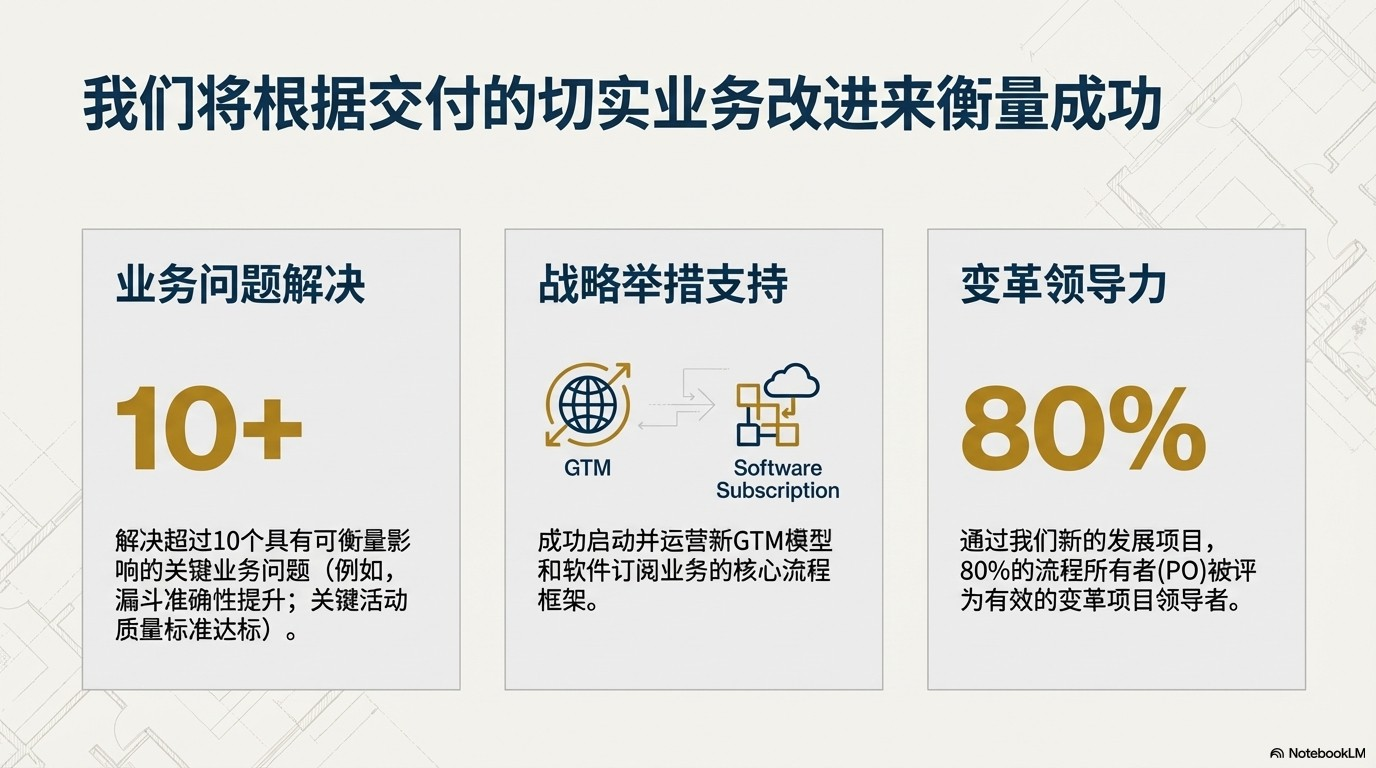 我们将根据交付的切实业务改进来衡量成功
业务问题解决
10+
解决超过10个具有可衡量影
响的关键业务问题（例如，
漏斗准确性提升；关键活动
质量标准达标）。
战略举措支持
GTM
Software
Subscription
成功启动并运营新GTM模型
和软件订阅业务的核心流程
框架。
变革领导力
80%
通过我们新的发展项目，
80%的流程所有者(PO)被评
为有效的变革项目领导者。
NotebookLM